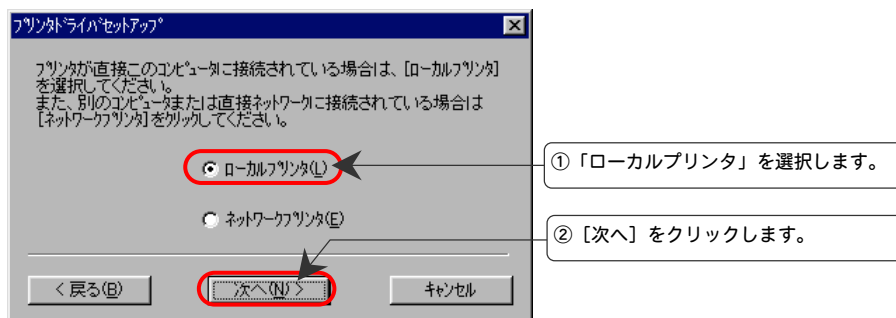 プリンタドライバセットアップ
プリンタが直接このコンピュータに接続されている場合は、[ローカルプリンタ]
を選択してください。
また、別のコンピュータまたは直接ネットワークに接続されている場合は
[ネットワークプリンタ]をクリックしてください。
ローカルプリンタ(L)
①「ローカルプリンタ」を選択します。
ネットワークプリンタ(E)
②［次へ］をクリックします。
< 戻る(B)
次へ(N) >
キャンセル